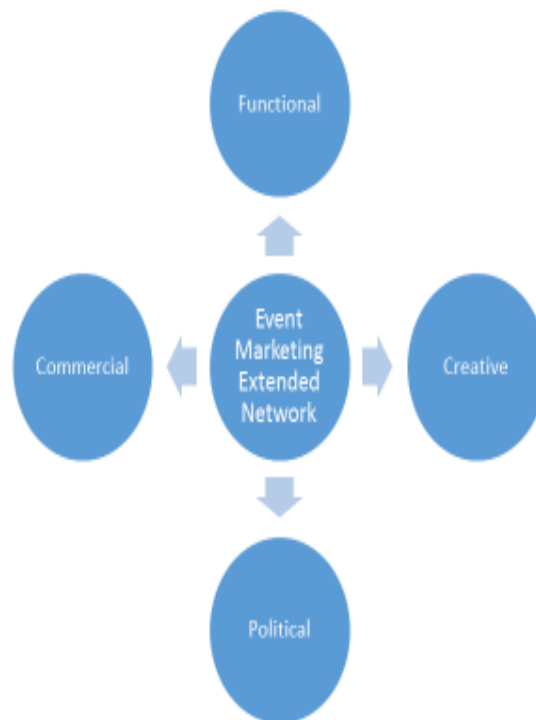 Functional
Commercial
Event
Marketing
Extended
Network
Creative
Political